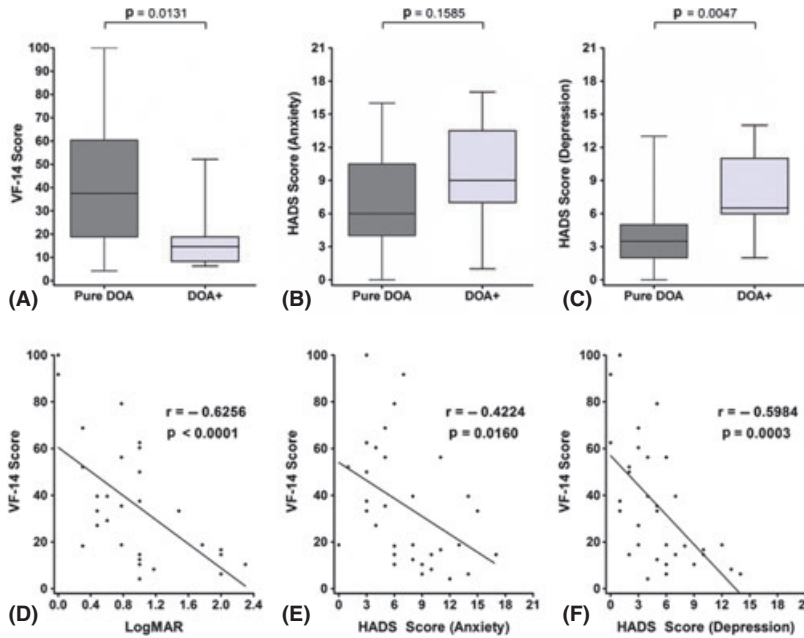 p = 0.0131
100
90
80
70
60
50
40
30
20
10
0
VF-14 Score
Pure DOA DOA+
(A)
p = 0.1585
21
18
15
12
9
6
3
0
HADS Score (Anxiety)
Pure DOA DOA+
(B)
p = 0.0047
21
18
15
12
9
6
3
0
HADS Score (Depression)
Pure DOA DOA+
(C)
100
80
60
40
20
0
VF-14 Score
r = – 0.6256
p < 0.0001
0.0 0.4 0.8 1.2 1.6 2.0 2.4
LogMAR
(D)
100
80
60
40
20
0
VF-14 Score
r = – 0.4224
p = 0.0160
0 3 6 9 12 15 18 21
HADS Score (Anxiety)
(E)
100
80
60
40
20
0
VF-14 Score
r = – 0.5984
p = 0.0003
0 3 6 9 12 15 18 21
HADS Score (Depression)
(F)